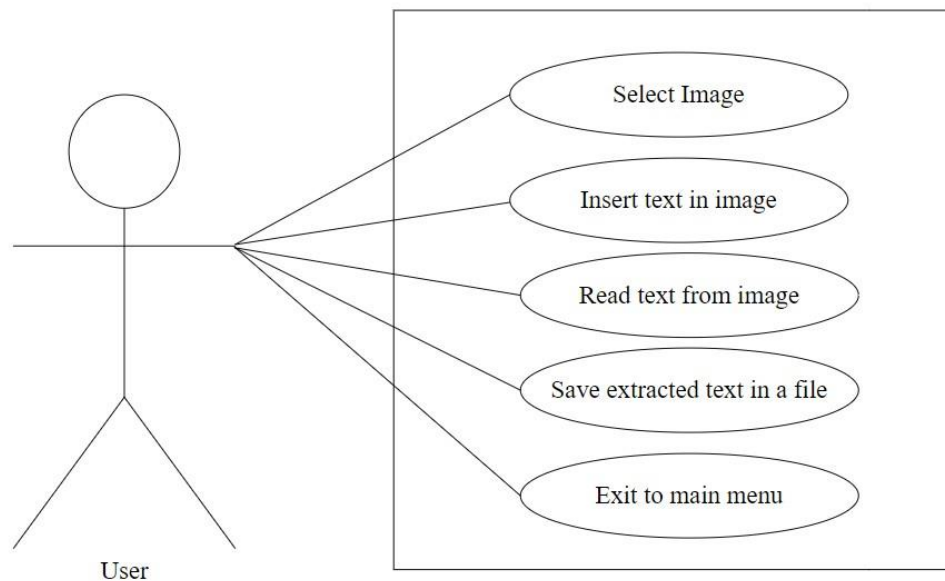 Select Image
Insert text in image
Read text from image
Save extracted text in a file
Exit to main menu
User